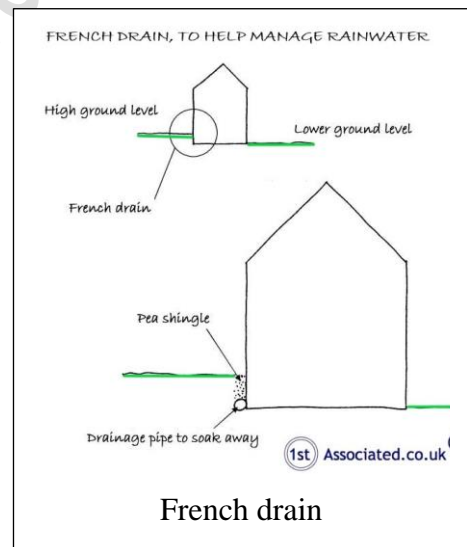 FRENCH DRAIN, TO HELP MANAGE RAINWATER
High ground level
Lower ground level
French drain
Pea shingle
Drainage pipe to soak away
1st Associated.co.uk
French drain